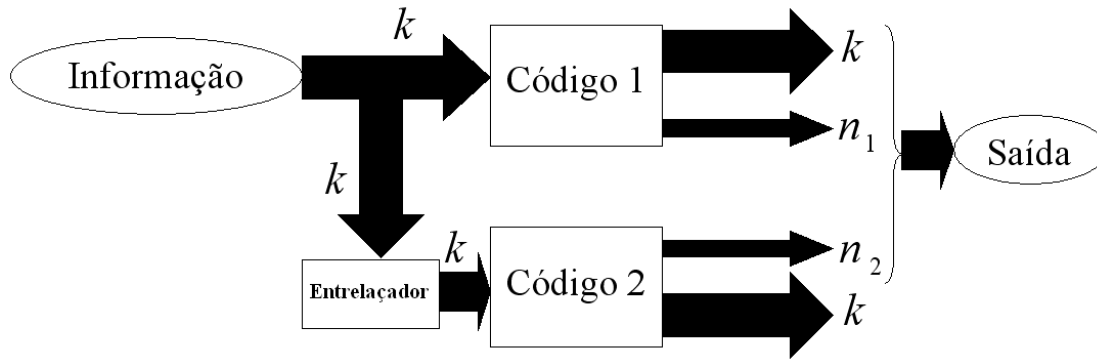 k
Informação
Código 1
k
n1
k
Saída
Entrelaçador
k
Código 2
n2
k